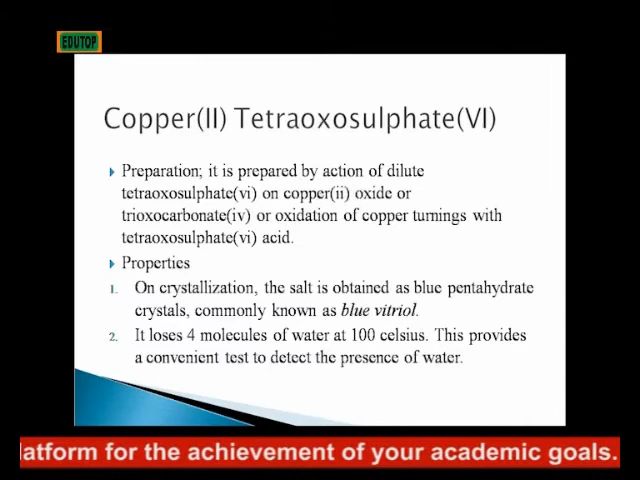 EDUTOP
Copper(II) Tetraoxosulphate(VI)
Preparation; it is prepared by action of dilute
tetraoxosulphate(vi) on copper(ii) oxide or
trioxocarbonate(iv) or oxidation of copper turnings with
tetraoxosulphate(vi) acid.
Properties
1. On crystallization, the salt is obtained as blue pentahydrate
crystals, commonly known as blue vitriol.
2. It loses 4 molecules of water at 100 celsius. This provides
a convenient test to detect the presence of water.
latform for the achievement of your academic goals.